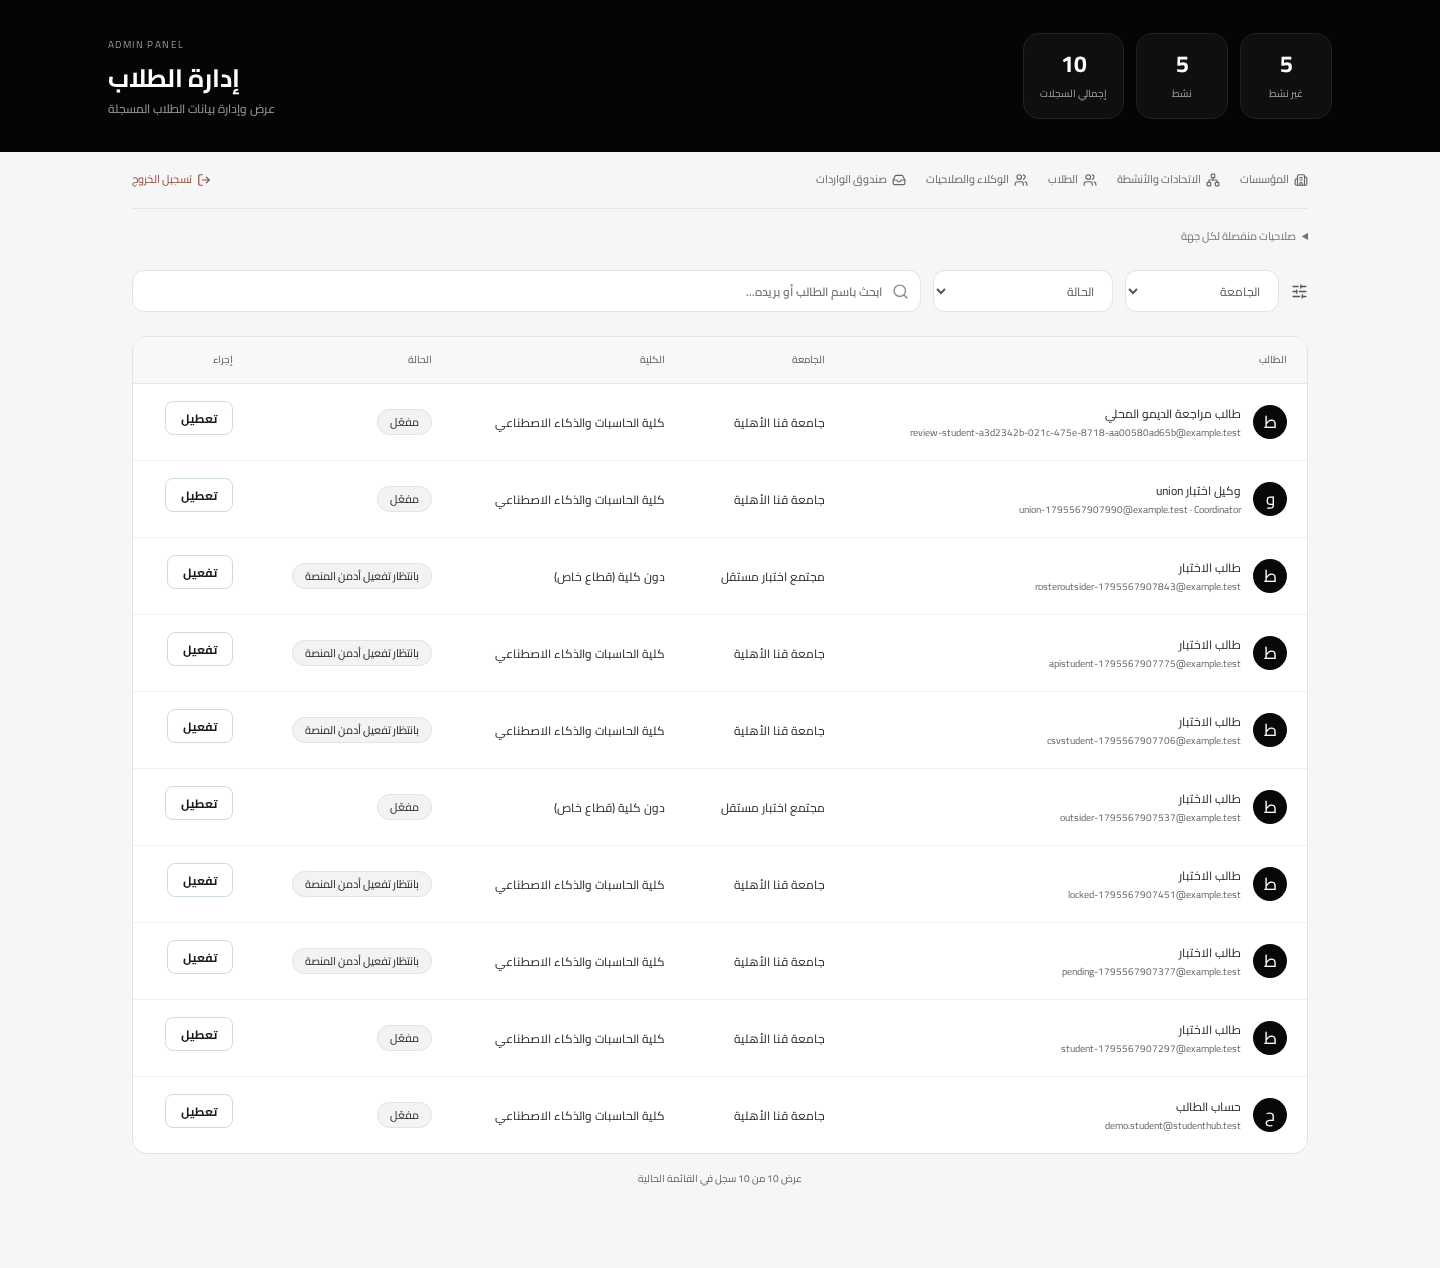 ADMIN PANEL
إدارة الطلاب
عرض وإدارة بيانات الطلاب المسجلة
5
غير نشط
5
نشط
10
إجمالي السجلات
المؤسسات
الاتحادات والأنشطة
الطلاب
الوكلاء والصلاحيات
صندوق الواردات
تسجيل الخروج
صلاحيات منفصلة لكل جهة
الجامعة
الحالة
ابحث باسم الطالب أو بريده...
الطالب الجامعة الكلية الحالة إجراء
ط
طالب مراجعة الديمو المحلي
review-student-a3d2342b-021c-475e-8718-aa00580ad65b@example.test
جامعة قنا الأهلية
كلية الحاسبات والذكاء الاصطناعي
مفعّل
تعطيل
و
وكيل اختبار union
union-1795567907990@example.test · Coordinator
جامعة قنا الأهلية
كلية الحاسبات والذكاء الاصطناعي
مفعّل
تعطيل
ط
طالب الاختبار
rosteroutsider-1795567907843@example.test
مجتمع اختبار مستقل
دون كلية (قطاع خاص)
بانتظار تفعيل أدمن المنصة
تفعيل
ط
طالب الاختبار
apistudent-1795567907775@example.test
جامعة قنا الأهلية
كلية الحاسبات والذكاء الاصطناعي
بانتظار تفعيل أدمن المنصة
تفعيل
ط
طالب الاختبار
csvstudent-1795567907706@example.test
جامعة قنا الأهلية
كلية الحاسبات والذكاء الاصطناعي
بانتظار تفعيل أدمن المنصة
تفعيل
ط
طالب الاختبار
outsider-1795567907537@example.test
مجتمع اختبار مستقل
دون كلية (قطاع خاص)
مفعّل
تعطيل
ط
طالب الاختبار
locked-1795567907451@example.test
جامعة قنا الأهلية
كلية الحاسبات والذكاء الاصطناعي
بانتظار تفعيل أدمن المنصة
تفعيل
ط
طالب الاختبار
pending-1795567907377@example.test
جامعة قنا الأهلية
كلية الحاسبات والذكاء الاصطناعي
بانتظار تفعيل أدمن المنصة
تفعيل
ط
طالب الاختبار
student-1795567907297@example.test
جامعة قنا الأهلية
كلية الحاسبات والذكاء الاصطناعي
مفعّل
تعطيل
ح
حساب الطالب
demo.student@studenthub.test
جامعة قنا الأهلية
كلية الحاسبات والذكاء الاصطناعي
مفعّل
تعطيل
عرض 10 من 10 سجل في القائمة الحالية